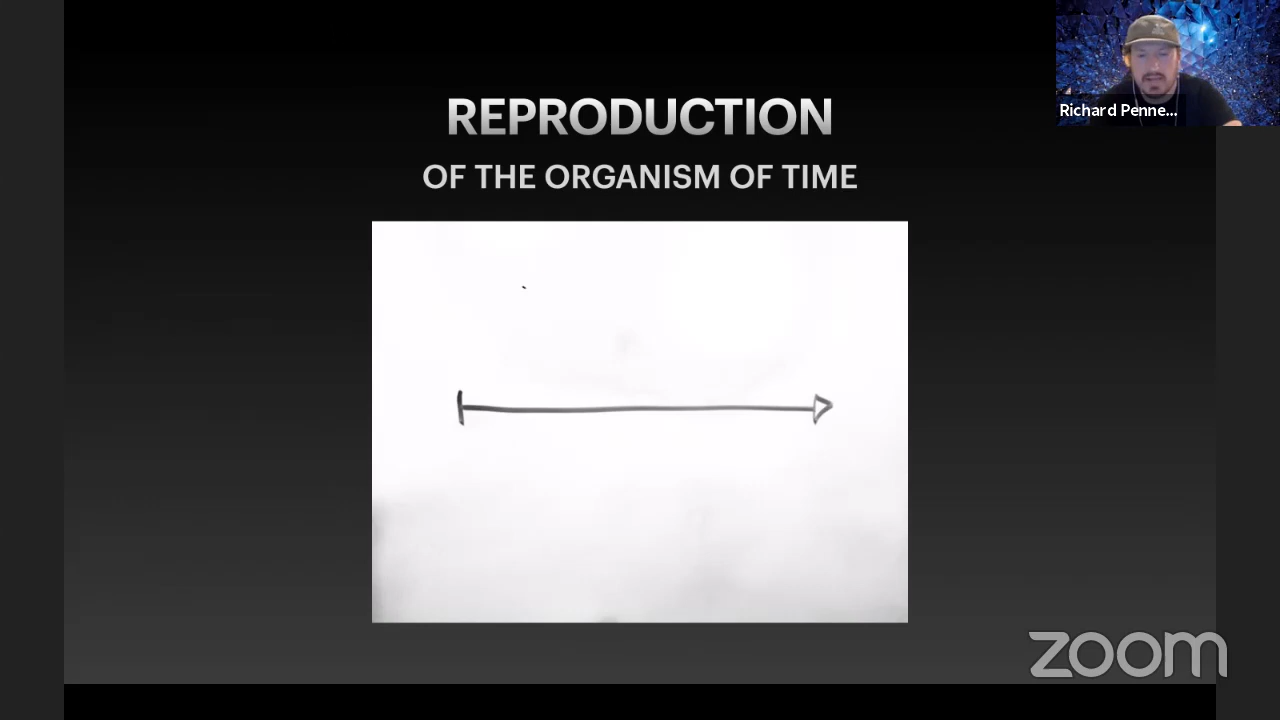 REPRODUCTION
OF THE ORGANISM OF TIME
Richard Penne...
zoom